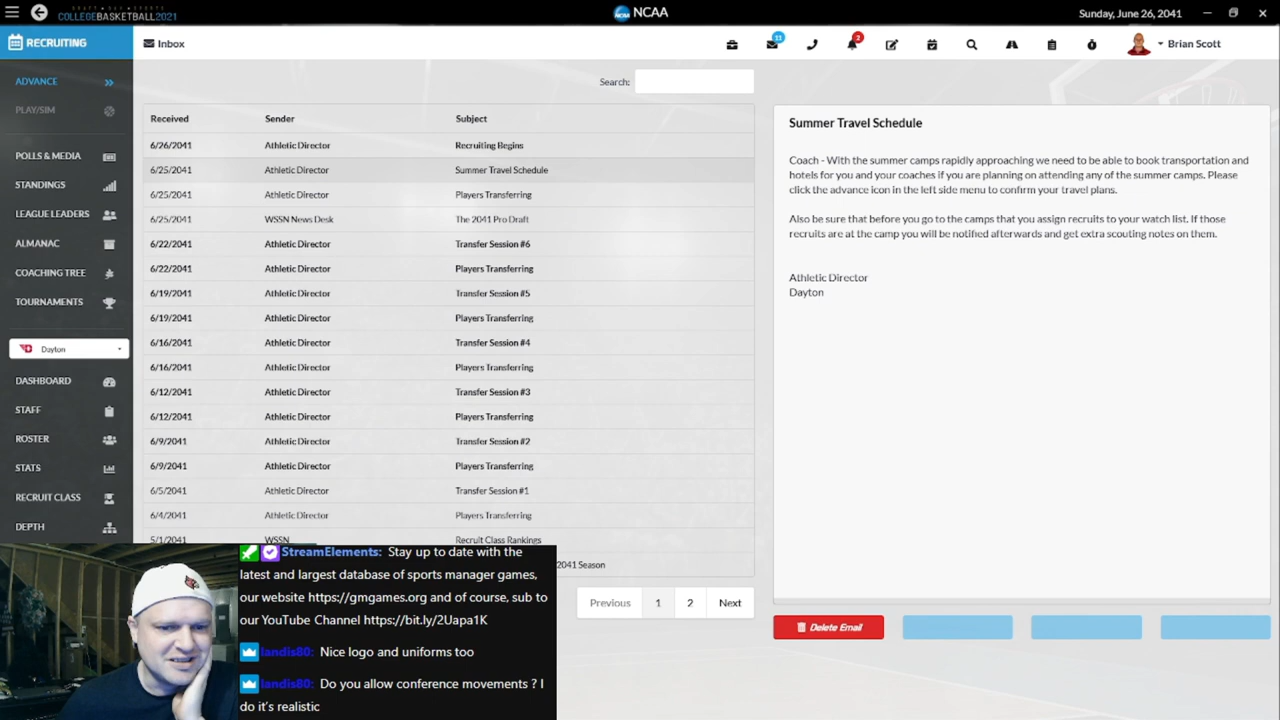 DRAFT DAY SPORTS
COLLEGEBASKETBALL2021
NCAA
Sunday, June 26, 2041
RECRUITING
Inbox
11
2
Brian Scott
ADVANCE
PLAY/SIM
POLLS & MEDIA
STANDINGS
LEAGUE LEADERS
ALMANAC
COACHING TREE
TOURNAMENTS
Dayton
DASHBOARD
STAFF
ROSTER
STATS
RECRUIT CLASS
DEPTH
Search:
Received Sender Subject
6/26/2041 Athletic Director Recruiting Begins
6/25/2041 Athletic Director Summer Travel Schedule
6/25/2041 Athletic Director Players Transferring
6/25/2041 WSSN News Desk The 2041 Pro Draft
6/22/2041 Athletic Director Transfer Session #6
6/22/2041 Athletic Director Players Transferring
6/19/2041 Athletic Director Transfer Session #5
6/19/2041 Athletic Director Players Transferring
6/16/2041 Athletic Director Transfer Session #4
6/16/2041 Athletic Director Players Transferring
6/12/2041 Athletic Director Transfer Session #3
6/12/2041 Athletic Director Players Transferring
6/9/2041 Athletic Director Transfer Session #2
6/9/2041 Athletic Director Players Transferring
6/5/2041 Athletic Director Transfer Session #1
6/4/2041 Athletic Director Players Transferring
5/1/2041 WSSN Recruit Class Rankings
2041 Season
Previous 1 2 Next
Summer Travel Schedule
Coach - With the summer camps rapidly approaching we need to be able to book transportation and
hotels for you and your coaches if you are planning on attending any of the summer camps. Please
click the advance icon in the left side menu to confirm your travel plans.
Also be sure that before you go to the camps that you assign recruits to your watch list. If those
recruits are at the camp you will be notified afterwards and get extra scouting notes on them.
Athletic Director
Dayton
Delete Email
StreamElements: Stay up to date with the
latest and largest database of sports manager games,
our website https://gmgames.org and of course, sub to
our YouTube Channel https://bit.ly/2Uapa1K
landis80: Nice logo and uniforms too
landis80: Do you allow conference movements ? I
do it's realistic